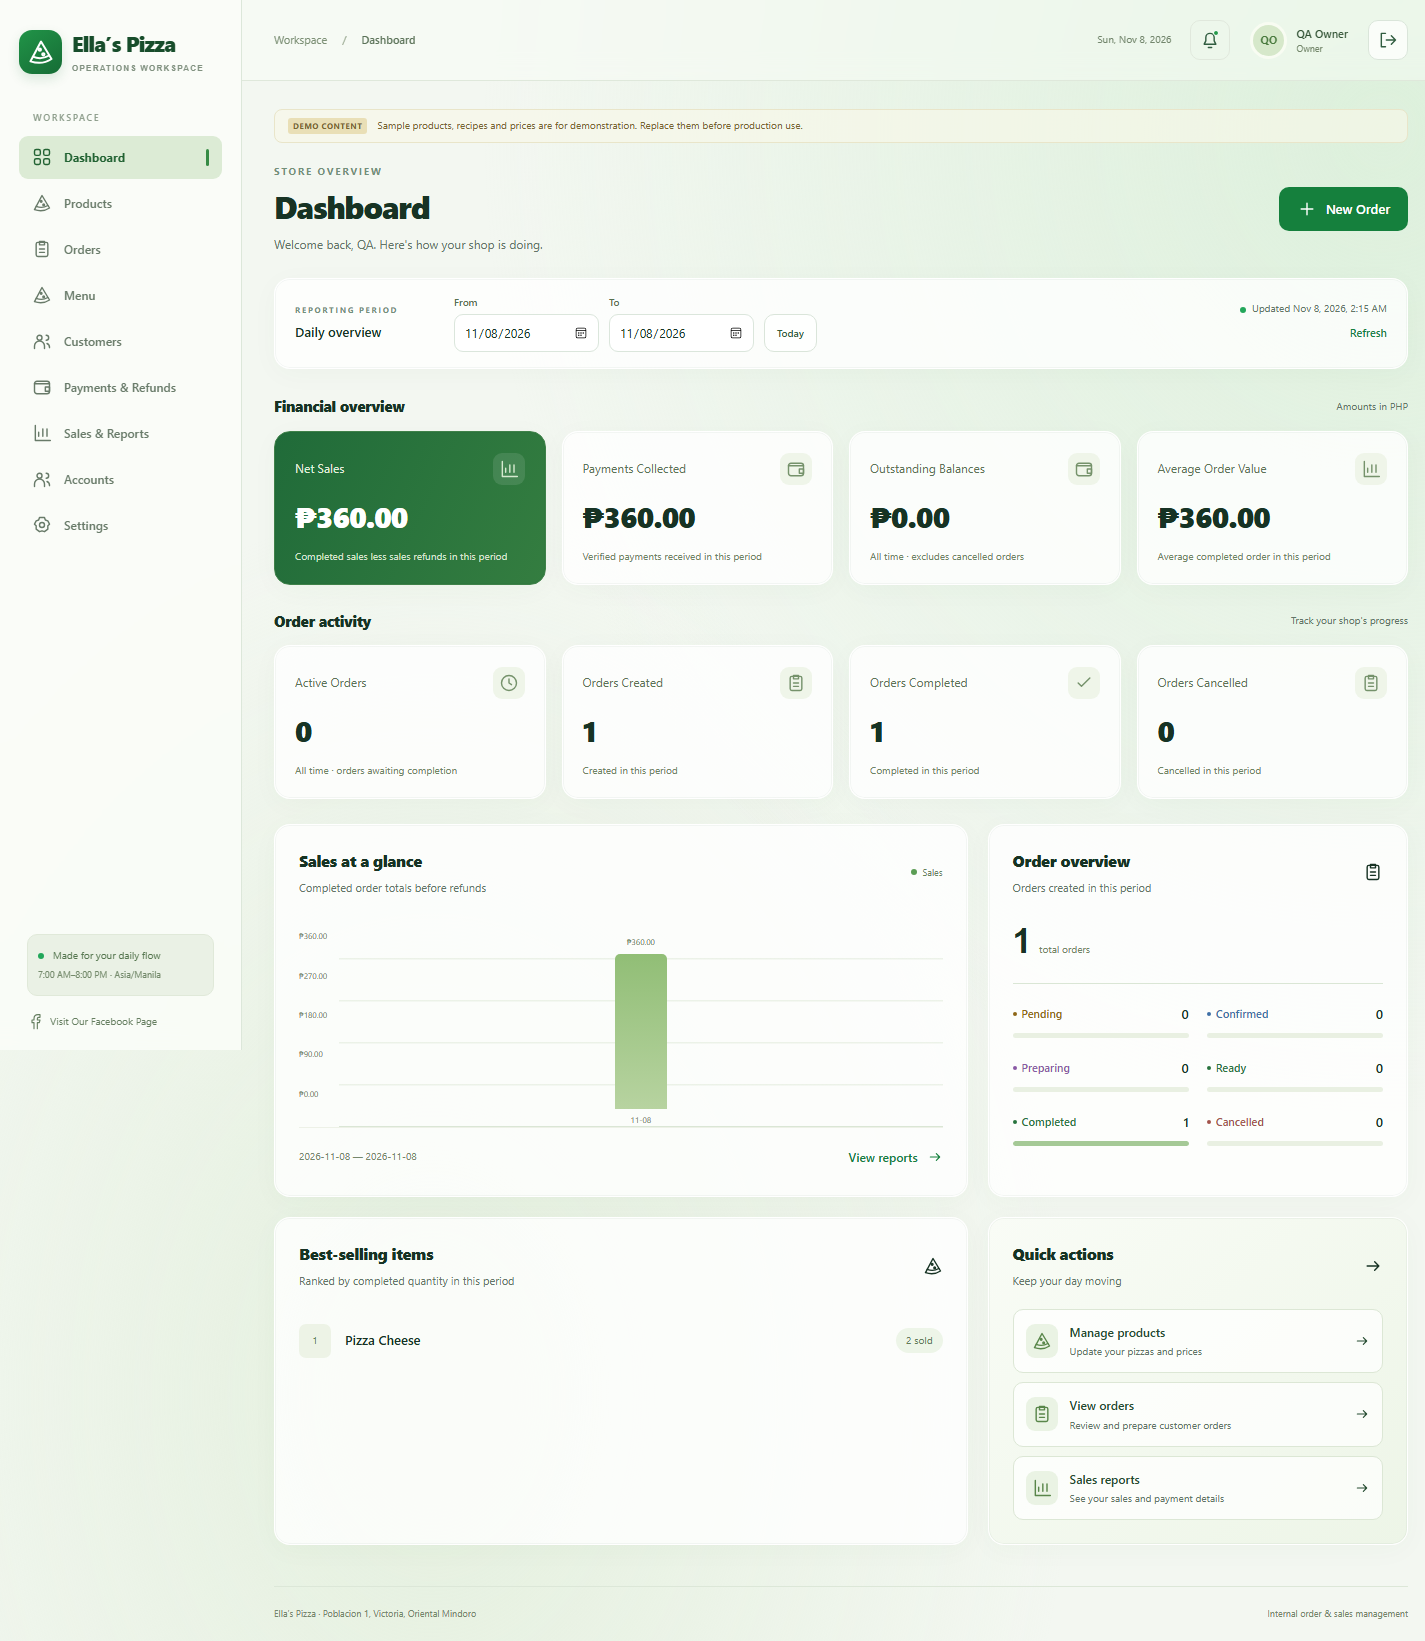 Ella's Pizza
OPERATIONS WORKSPACE
WORKSPACE
Dashboard
Products
Orders
Menu
Customers
Payments & Refunds
Sales & Reports
Accounts
Settings
Made for your daily flow
7:00 AM–8:00 PM · Asia/Manila
Visit Our Facebook Page
Workspace / Dashboard
Sun, Nov 8, 2026
QO
QA Owner
Owner
DEMO CONTENT Sample products, recipes and prices are for demonstration. Replace them before production use.
STORE OVERVIEW
Dashboard
Welcome back, QA. Here's how your shop is doing.
New Order
REPORTING PERIOD
Daily overview
From
11/08/2026
To
11/08/2026
Today
Updated Nov 8, 2026, 2:15 AM
Refresh
Financial overview
Amounts in PHP
Net Sales
₱360.00
Completed sales less sales refunds in this period
Payments Collected
₱360.00
Verified payments received in this period
Outstanding Balances
₱0.00
All time · excludes cancelled orders
Average Order Value
₱360.00
Average completed order in this period
Order activity
Track your shop's progress
Active Orders
0
All time · orders awaiting completion
Orders Created
1
Created in this period
Orders Completed
1
Completed in this period
Orders Cancelled
0
Cancelled in this period
Sales at a glance
Completed order totals before refunds
Sales
₱360.00
₱270.00
₱180.00
₱90.00
₱0.00
₱360.00
11-08
2026-11-08 — 2026-11-08
View reports
Order overview
Orders created in this period
1 total orders
Pending 0
Confirmed 0
Preparing 0
Ready 0
Completed 1
Cancelled 0
Best-selling items
Ranked by completed quantity in this period
1 Pizza Cheese 2 sold
Quick actions
Keep your day moving
Manage products
Update your pizzas and prices
View orders
Review and prepare customer orders
Sales reports
See your sales and payment details
Ella's Pizza · Poblacion 1, Victoria, Oriental Mindoro
Internal order & sales management